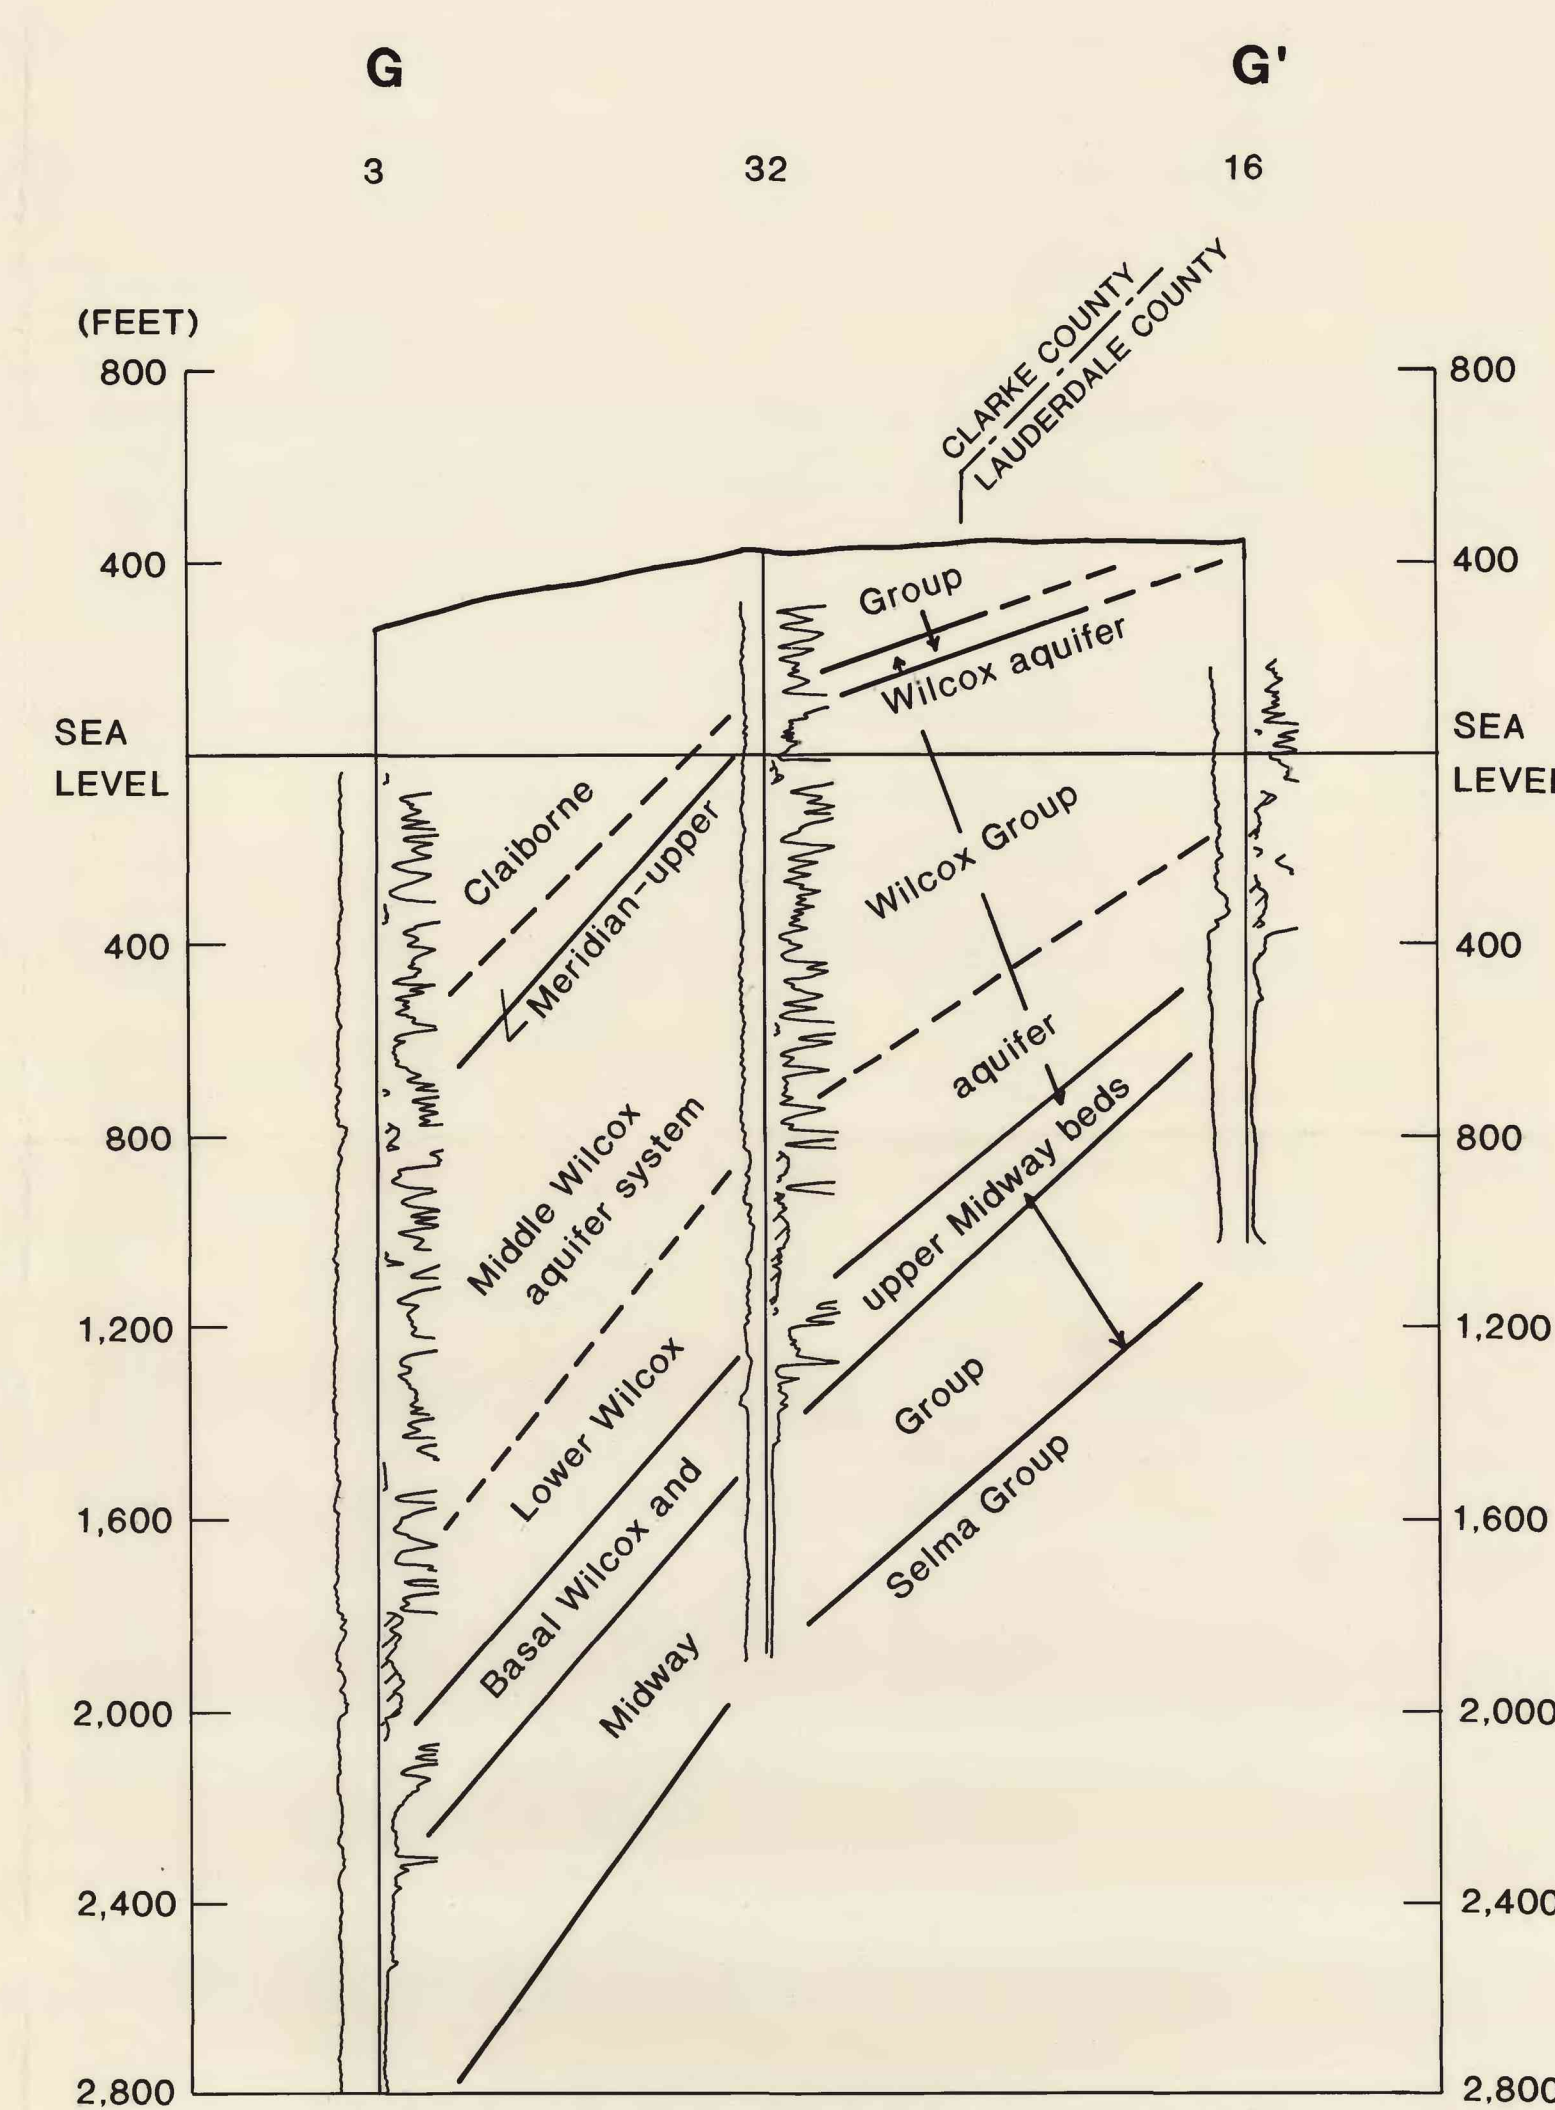 G G'
3 32 16
CLARKE COUNTY
LAUDERDALE COUNTY
(FEET)
800 800
400 400
Group
Wilcox aquifer
SEA SEA
LEVEL LEVEL
Claiborne
Meridian-upper
Wilcox Group
400 400
aquifer
800 800
Middle Wilcox
aquifer system
upper Midway beds
1,200 1,200
Lower Wilcox
Group
Basal Wilcox and
1,600 1,600
Selma Group
Midway
2,000 2,000
2,400 2,400
2,800 2,800